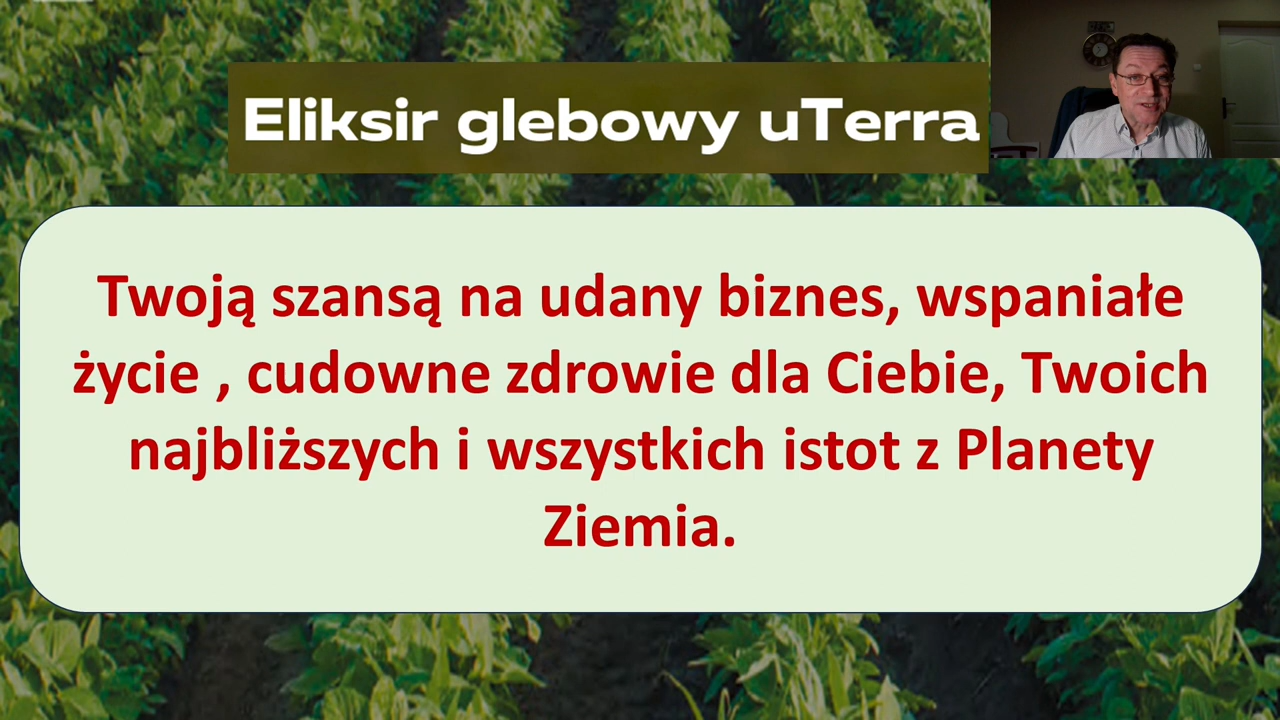 Eliksir glebowy uTerra
Twoją szansą na udany biznes, wspaniałe
życie , cudowne zdrowie dla Ciebie, Twoich
najbliższych i wszystkich istot z Planety
Ziemia.